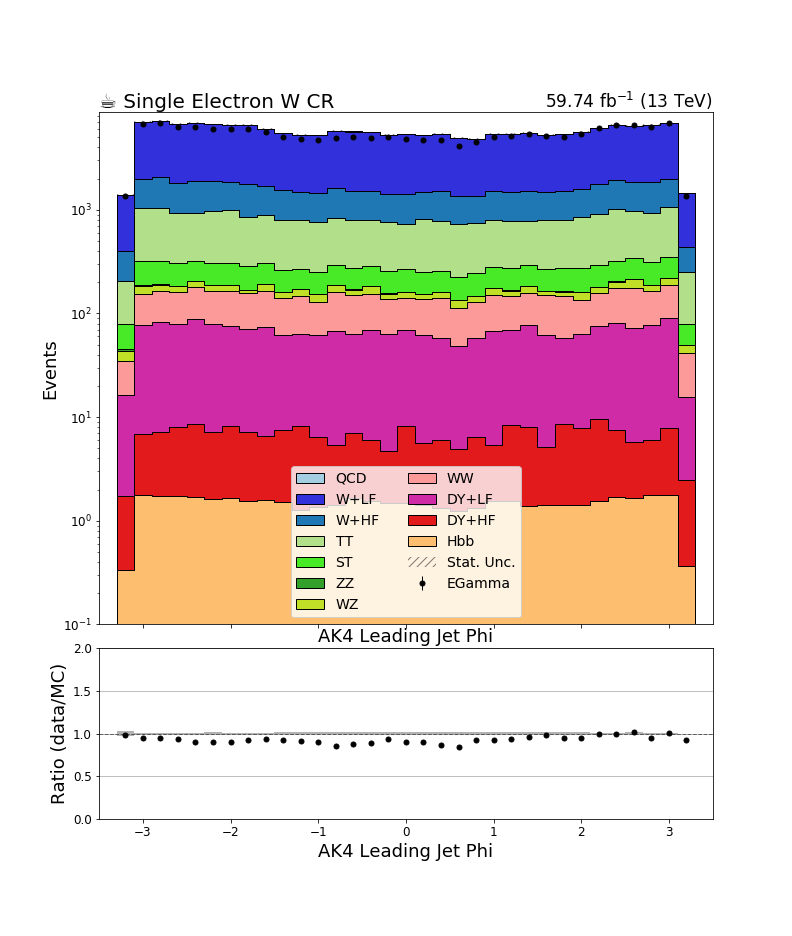 ☕ Single Electron W CR
59.74 fb⁻¹ (13 TeV)
Events
10³
10²
10¹
10⁰
10⁻¹
QCD
W+LF
W+HF
TT
ST
ZZ
WZ
WW
DY+LF
DY+HF
Hbb
Stat. Unc.
EGamma
AK4 Leading Jet Phi
Ratio (data/MC)
2.0
1.5
1.0
0.5
0.0
−3 −2 −1 0 1 2 3
AK4 Leading Jet Phi